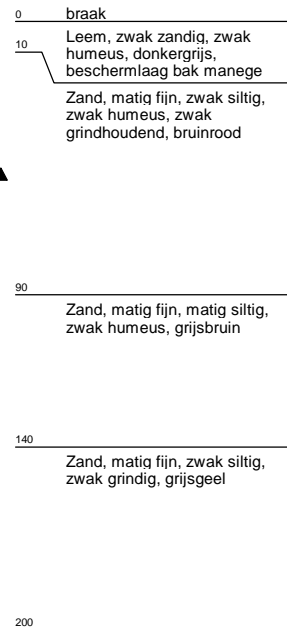 0 braak
Leem, zwak zandig, zwak
10
humeus, donkergrijs,
beschermlaag bak manege
Zand, matig fijn, zwak siltig,
zwak humeus, zwak
grindhoudend, bruinrood
90
Zand, matig fijn, matig siltig,
zwak humeus, grijsbruin
140
Zand, matig fijn, zwak siltig,
zwak grindig, grijsgeel
200